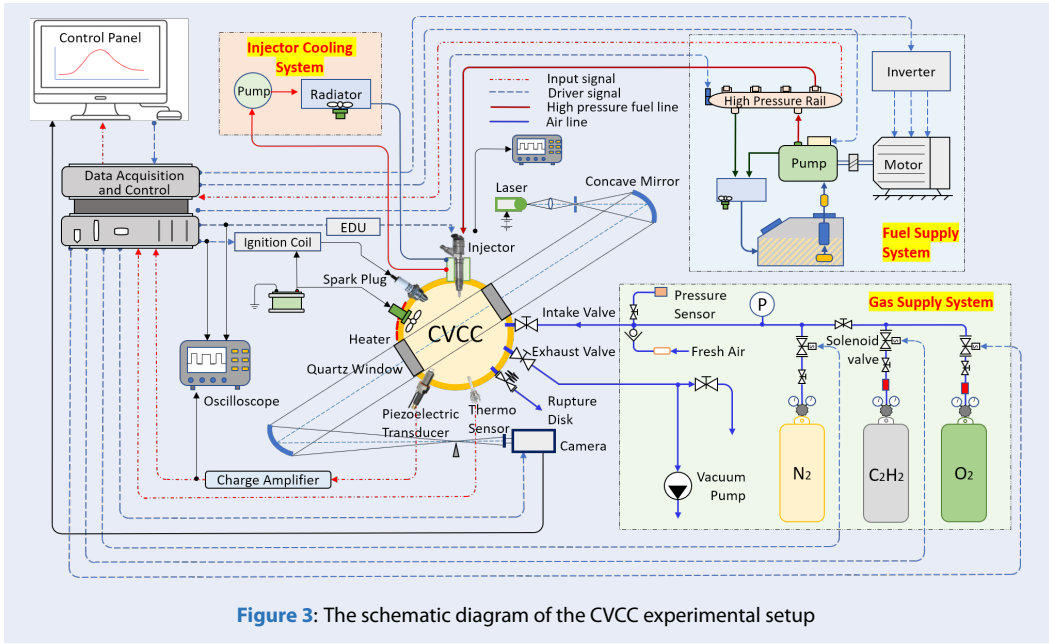 Control Panel
Injector Cooling
System
Pump
Radiator
Input signal
Driver signal
High pressure fuel line
Air line
High Pressure Rail
Inverter
Pump
Motor
Fuel Supply
System
Data Acquisition
and Control
EDU
Ignition Coil
Injector
Laser
Concave Mirror
Spark Plug
CVCC
Heater
Quartz Window
Oscilloscope
Piezoelectric
Transducer
Thermo
Sensor
Charge Amplifier
Camera
Rupture
Disk
Intake Valve
Exhaust Valve
Pressure
Sensor
Fresh Air
P
Gas Supply System
Solenoid
valve
Vacuum
Pump
N2
C2H2
O2
Figure 3: The schematic diagram of the CVCC experimental setup